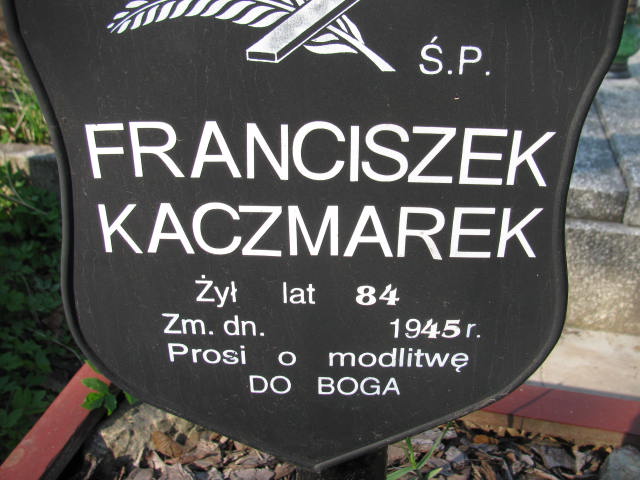 Ś.P.
FRANCISZEK
KACZMAREK
Żył lat 84
Zm. dn. 1945 r.
Prosi o modlitwę
DO BOGA